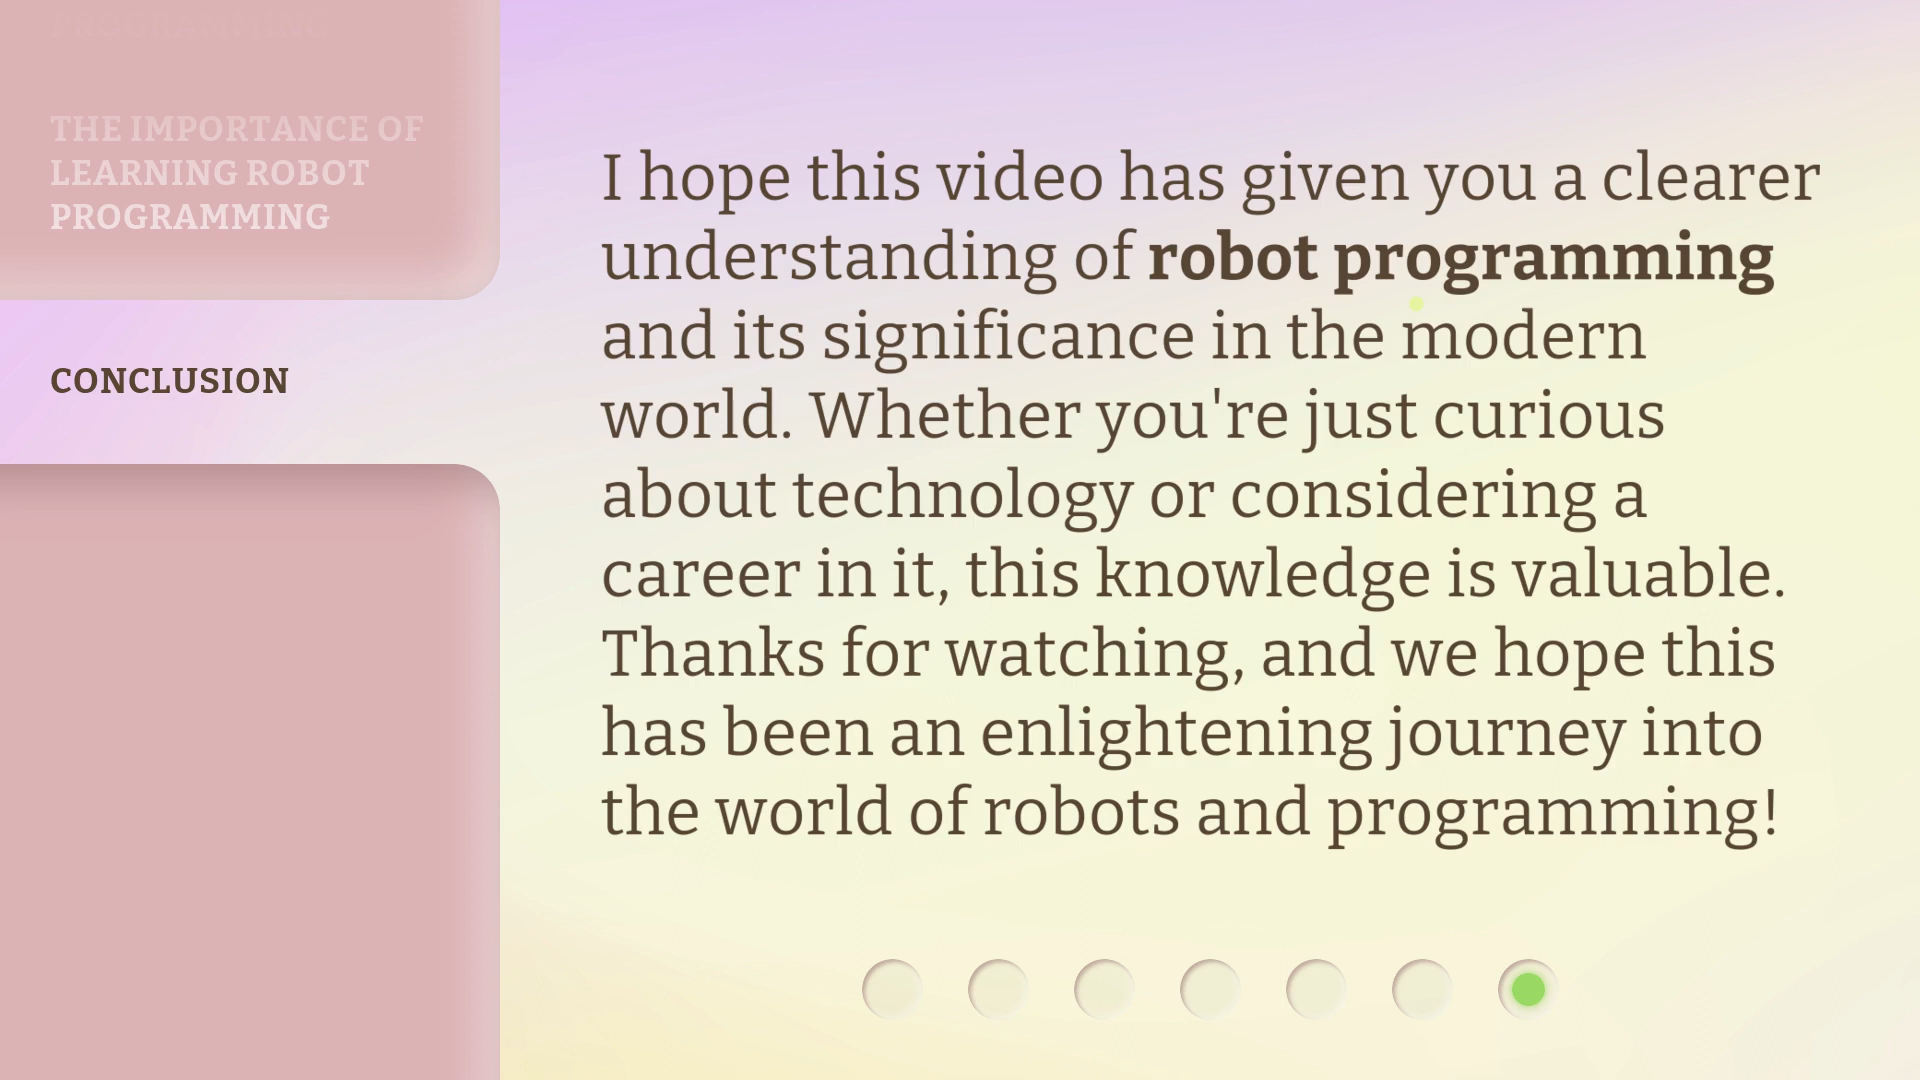 PROGRAMMING
THE IMPORTANCE OF
LEARNING ROBOT
PROGRAMMING
CONCLUSION
I hope this video has given you a clearer
understanding of robot programming
and its significance in the modern
world. Whether you're just curious
about technology or considering a
career in it, this knowledge is valuable.
Thanks for watching, and we hope this
has been an enlightening journey into
the world of robots and programming!